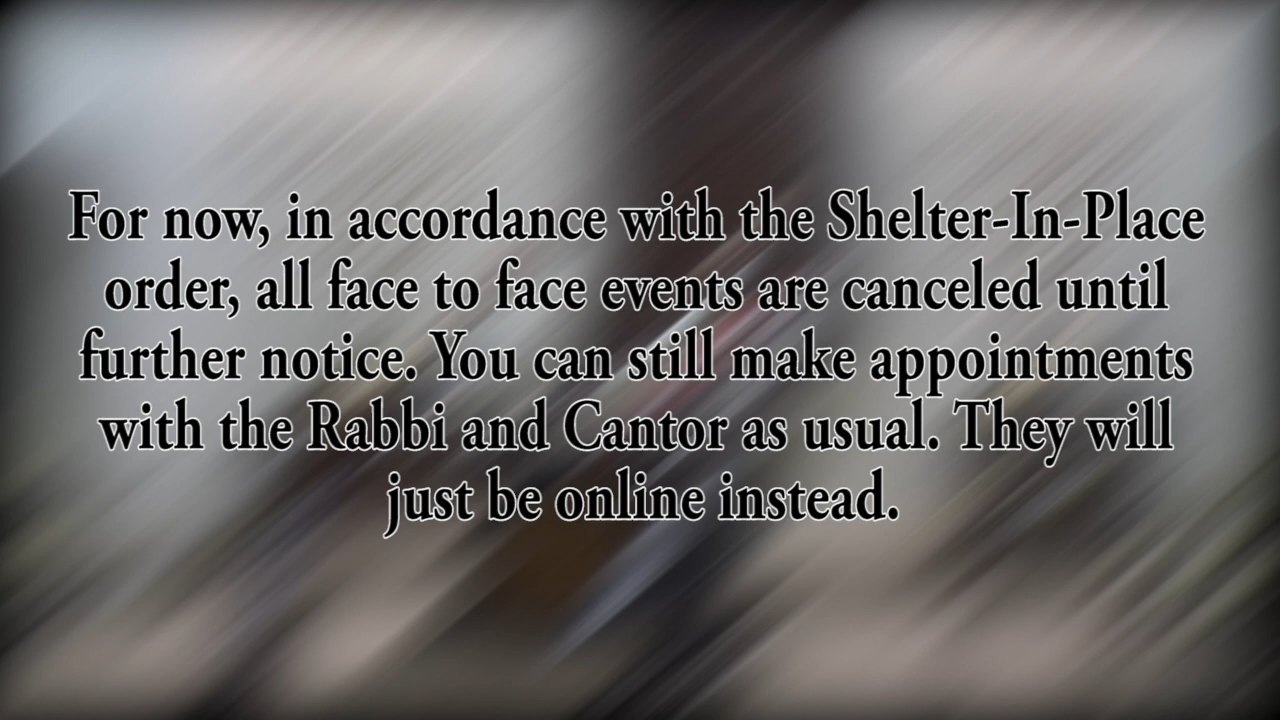 For now, in accordance with the Shelter-In-Place
order, all face to face events are canceled until
further notice. You can still make appointments
with the Rabbi and Cantor as usual. They will
just be online instead.